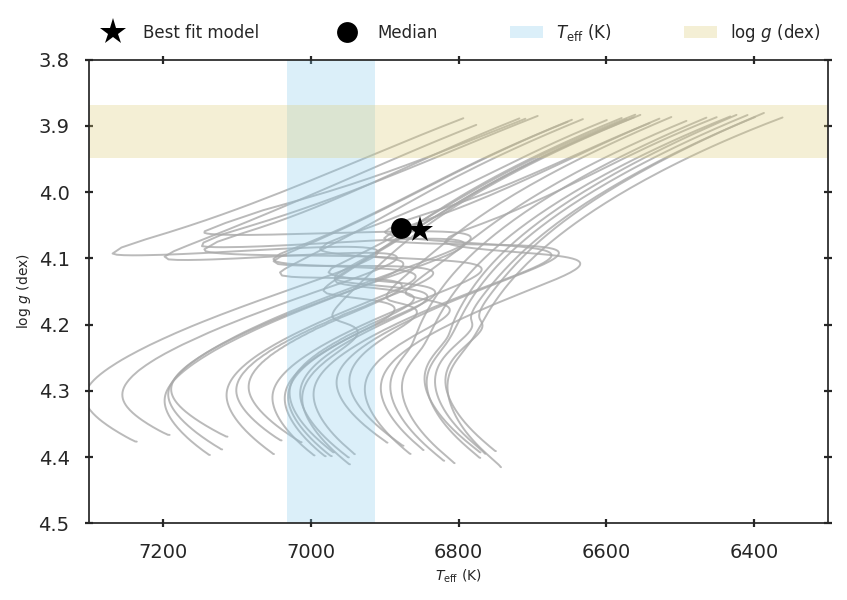 Best fit model Median T_eff (K) log g (dex)
3.8
3.9
4.0
4.1
4.2
4.3
4.4
4.5
log g (dex)
7200 7000 6800 6600 6400
T_eff (K)